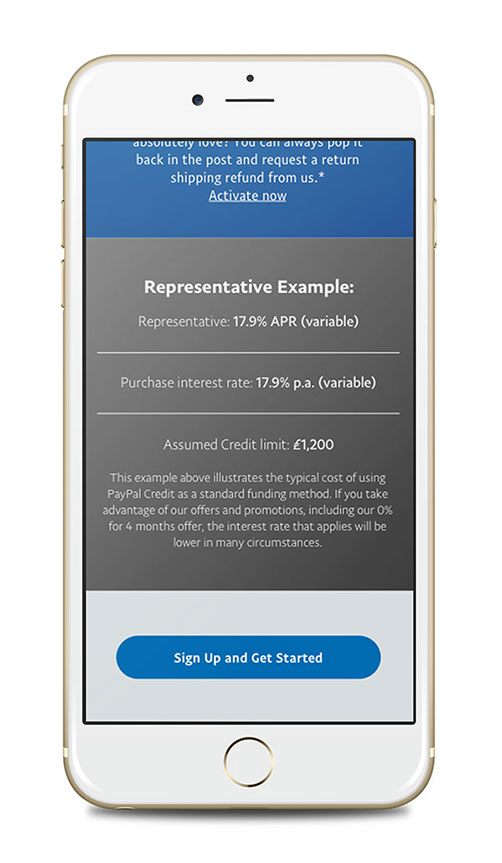 absolutely love? You can always pop it
back in the post and request a return
shipping refund from us.*
Activate now
Representative Example:
Representative: 17.9% APR (variable)
Purchase interest rate: 17.9% p.a. (variable)
Assumed Credit limit: £1,200
This example above illustrates the typical cost of using
PayPal Credit as a standard funding method. If you take
advantage of our offers and promotions, including our 0%
for 4 months offer, the interest rate that applies will be
lower in many circumstances.
Sign Up and Get Started